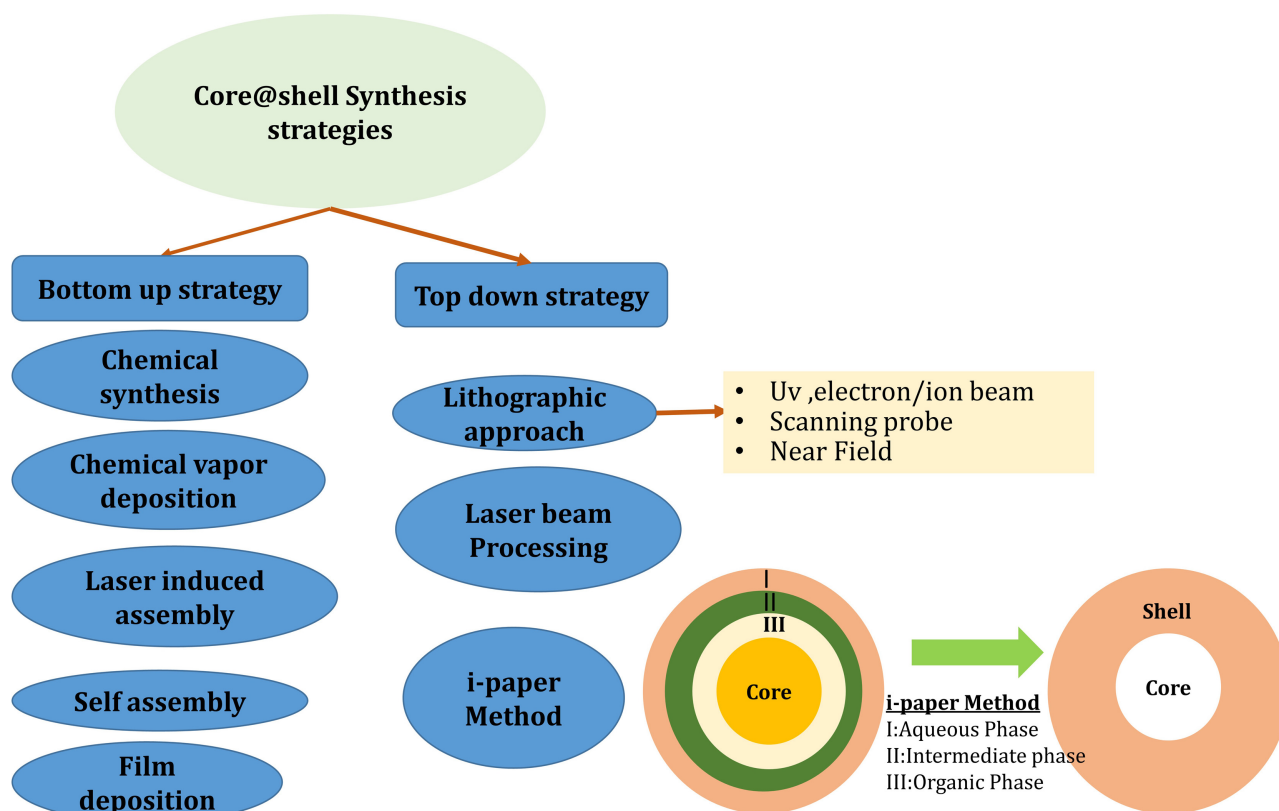 Core@shell Synthesis
strategies
Bottom up strategy
Chemical
synthesis
Chemical vapor
deposition
Laser induced
assembly
Self assembly
Film
deposition
Top down strategy
Lithographic
approach
• Uv ,electron/ion beam
• Scanning probe
• Near Field
Laser beam
Processing
i-paper
Method
I
II
III
Core
i-paper Method
I:Aqueous Phase
II:Intermediate phase
III:Organic Phase
Shell
Core